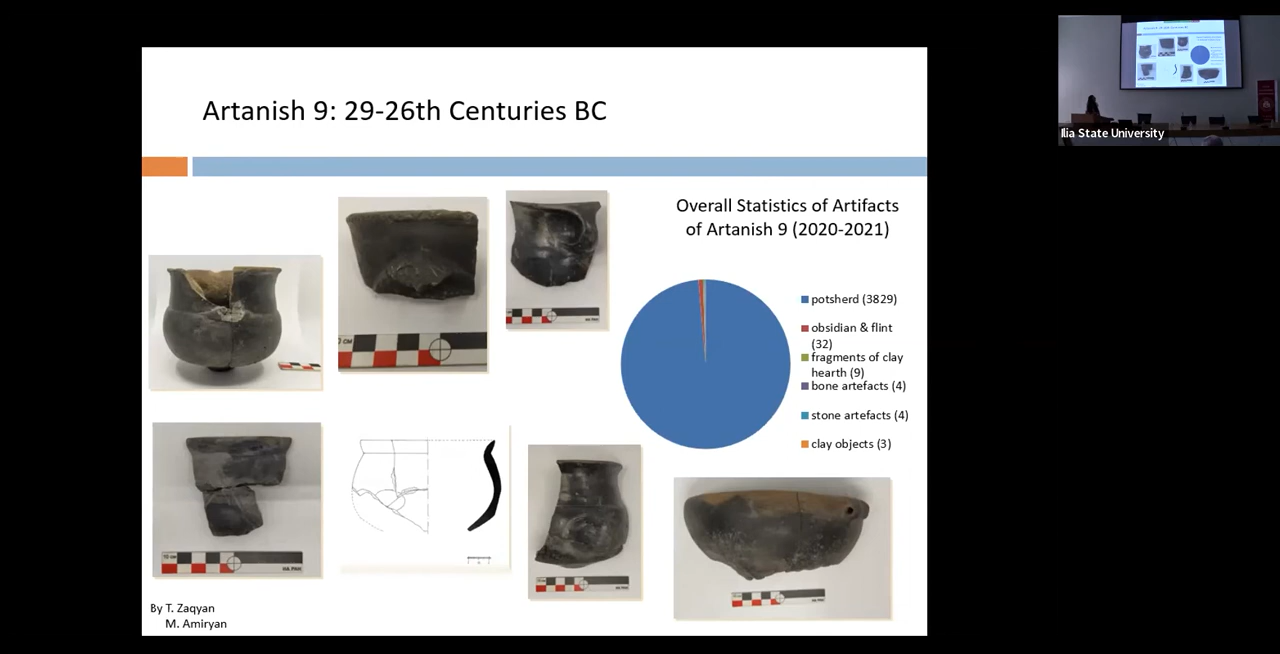 Artanish 9: 29-26th Centuries BC
Overall Statistics of Artifacts
of Artanish 9 (2020-2021)
potsherd (3829)
obsidian & flint
(32)
fragments of clay
hearth (9)
bone artefacts (4)
stone artefacts (4)
clay objects (3)
By T. Zaqyan
M. Amiryan
Ilia State University